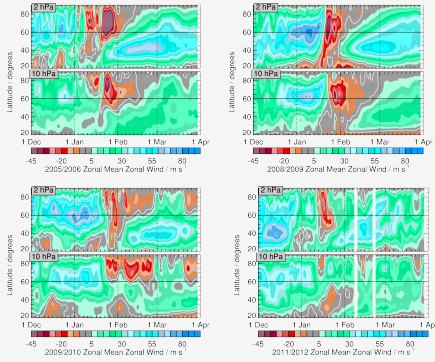 2 hPa
80
60
40
20
10 hPa
80
60
40
20
Latitude / degrees
1 Dec 1 Jan 1 Feb 1 Mar 1 Apr
-45 -20 5 30 55 80
2005/2006 Zonal Mean Zonal Wind / m s
2 hPa
80
60
40
20
10 hPa
80
60
40
20
Latitude / degrees
1 Dec 1 Jan 1 Feb 1 Mar 1 Apr
-45 -20 5 30 55 80
2008/2009 Zonal Mean Zonal Wind / m s
2 hPa
80
60
40
20
10 hPa
80
60
40
20
Latitude / degrees
1 Dec 1 Jan 1 Feb 1 Mar 1 Apr
-45 -20 5 30 55 80
2009/2010 Zonal Mean Zonal Wind / m s
2 hPa
80
60
40
20
10 hPa
80
60
40
20
Latitude / degrees
1 Dec 1 Jan 1 Feb 1 Mar 1 Apr
-45 -20 5 30 55 80
2011/2012 Zonal Mean Zonal Wind / m s